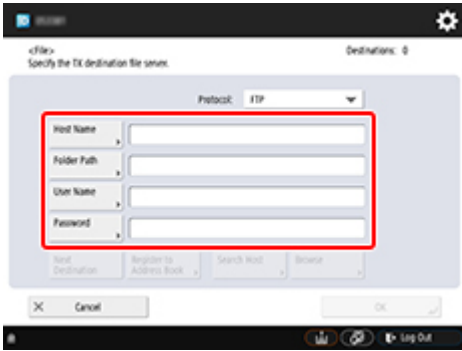 <File>
Destinations: 0
Specify the TX destination file server.
Protocol: FTP
Host Name
Folder Path
User Name
Password
Next
Destination
Register to
Address Book
Search Host
Browse
Cancel
OK
Log Out